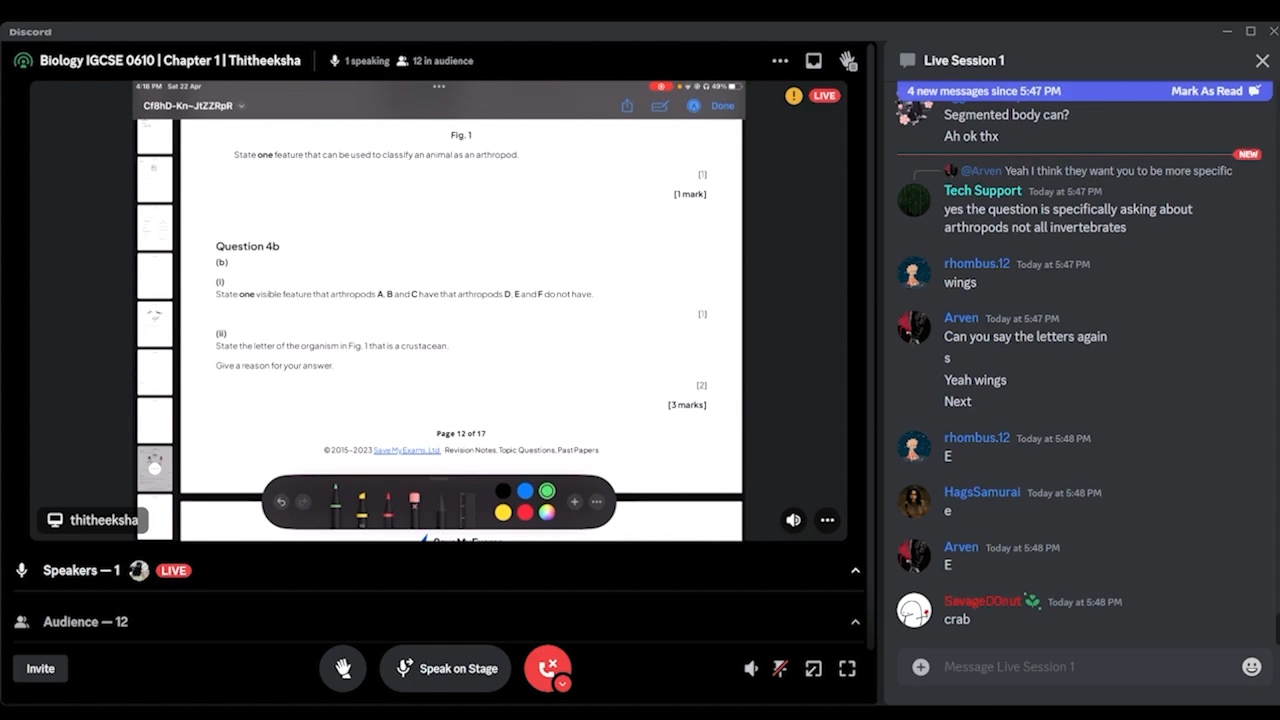 Discord
Biology IGSCE 0610 | Chapter 1 | Thitheeksha
1 speaking
12 in audience
4:18 PM Sat 22 Apr
49%
Cf8hD-Kn~JtZZRpR
Done
LIVE
Fig. 1
State one feature that can be used to classify an animal as an arthropod.
[1]
[1 mark]
Question 4b
(b)
(i)
State one visible feature that arthropods A, B and C have that arthropods D, E and F do not have.
[1]
(ii)
State the letter of the organism in Fig. 1 that is a crustacean.
Give a reason for your answer.
[2]
[3 marks]
Page 12 of 17
© 2015-2023 Save My Exams, Ltd. Revision Notes, Topic Questions, Past Papers
thitheeksha
Speakers — 1
LIVE
Audience — 12
Invite
Speak on Stage
Live Session 1
4 new messages since 5:47 PM
Mark As Read
Segmented body can?
Ah ok thx
NEW
@Arven Yeah I think they want you to be more specific
Tech Support Today at 5:47 PM
yes the question is specifically asking about
arthropods not all invertebrates
rhombus.12 Today at 5:47 PM
wings
Arven Today at 5:48 PM
Can you say the letters again
s
Yeah wings
Next
rhombus.12 Today at 5:48 PM
E
HagsSamurai Today at 5:48 PM
e
Arven Today at 5:48 PM
E
SavageDOnut Today at 5:48 PM
crab
Message Live Session 1